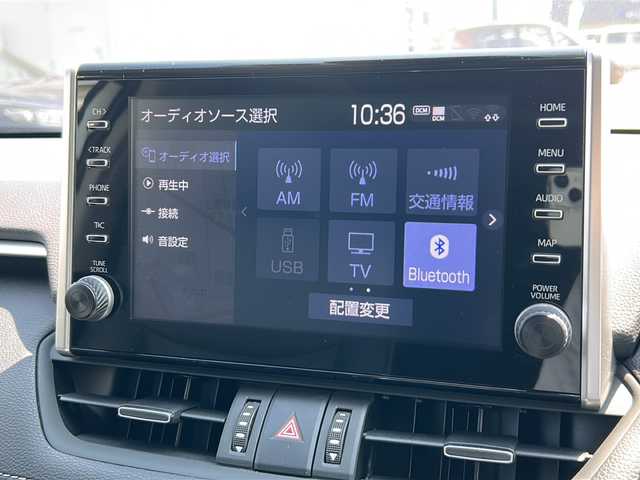 CH>
<TRACK
PHONE
T/C
TUNE
SCROLL
オーディオソース選択
10:36
DCM
DCM
オーディオ選択
再生中
接続
音設定
AM
FM
交通情報
USB
TV
Bluetooth
配置変更
HOME
MENU
AUDIO
MAP
POWER
VOLUME